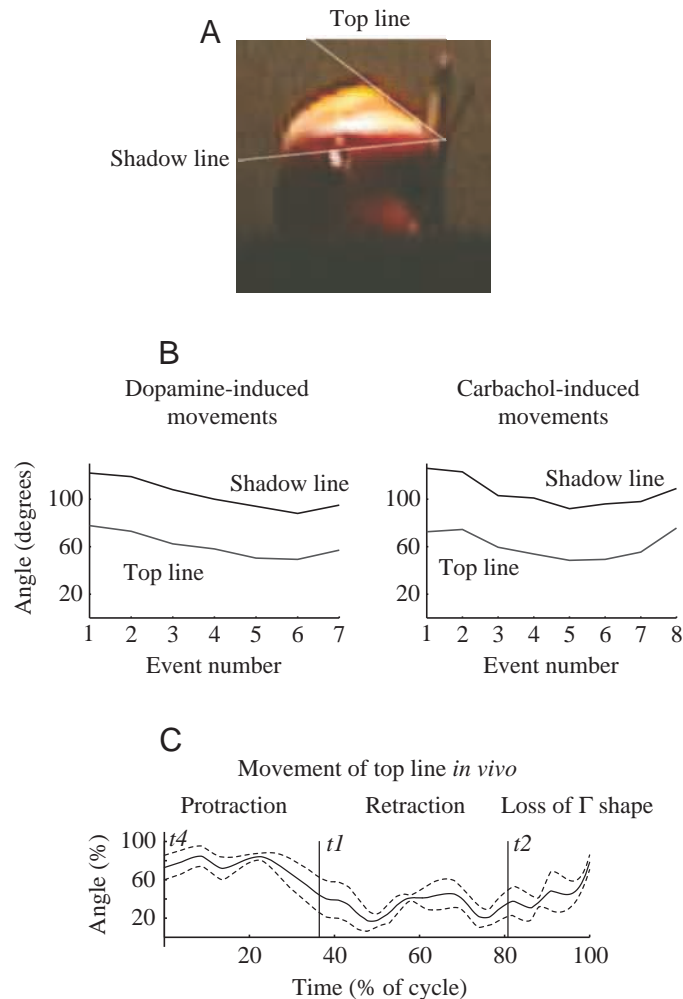 A
Top line
Shadow line
B
Dopamine-induced
movements
Carbachol-induced
movements
Angle (degrees)
100
60
20
Shadow line
Top line
1 2 3 4 5 6 7
Event number
100
60
20
Shadow line
Top line
1 2 3 4 5 6 7 8
Event number
C
Movement of top line in vivo
Protraction Retraction Loss of Γ shape
Angle (%)
100
60
20
t4 t1 t2
20 40 60 80 100
Time (% of cycle)